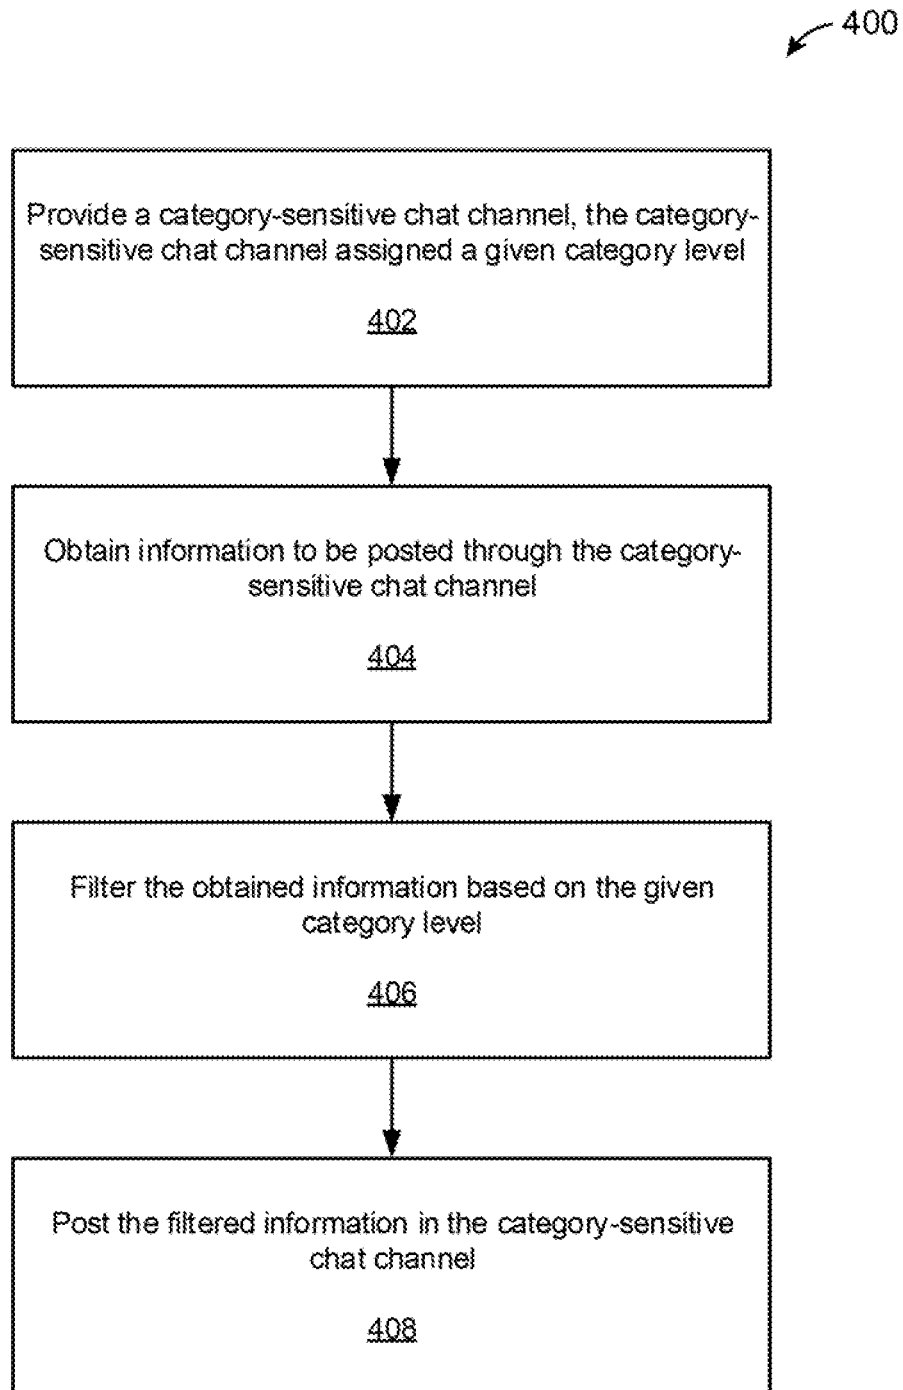 400
Provide a category-sensitive chat channel, the category-
sensitive chat channel assigned a given category level
402
Obtain information to be posted through the category-
sensitive chat channel
404
Filter the obtained information based on the given
category level
406
Post the filtered information in the category-sensitive
chat channel
408